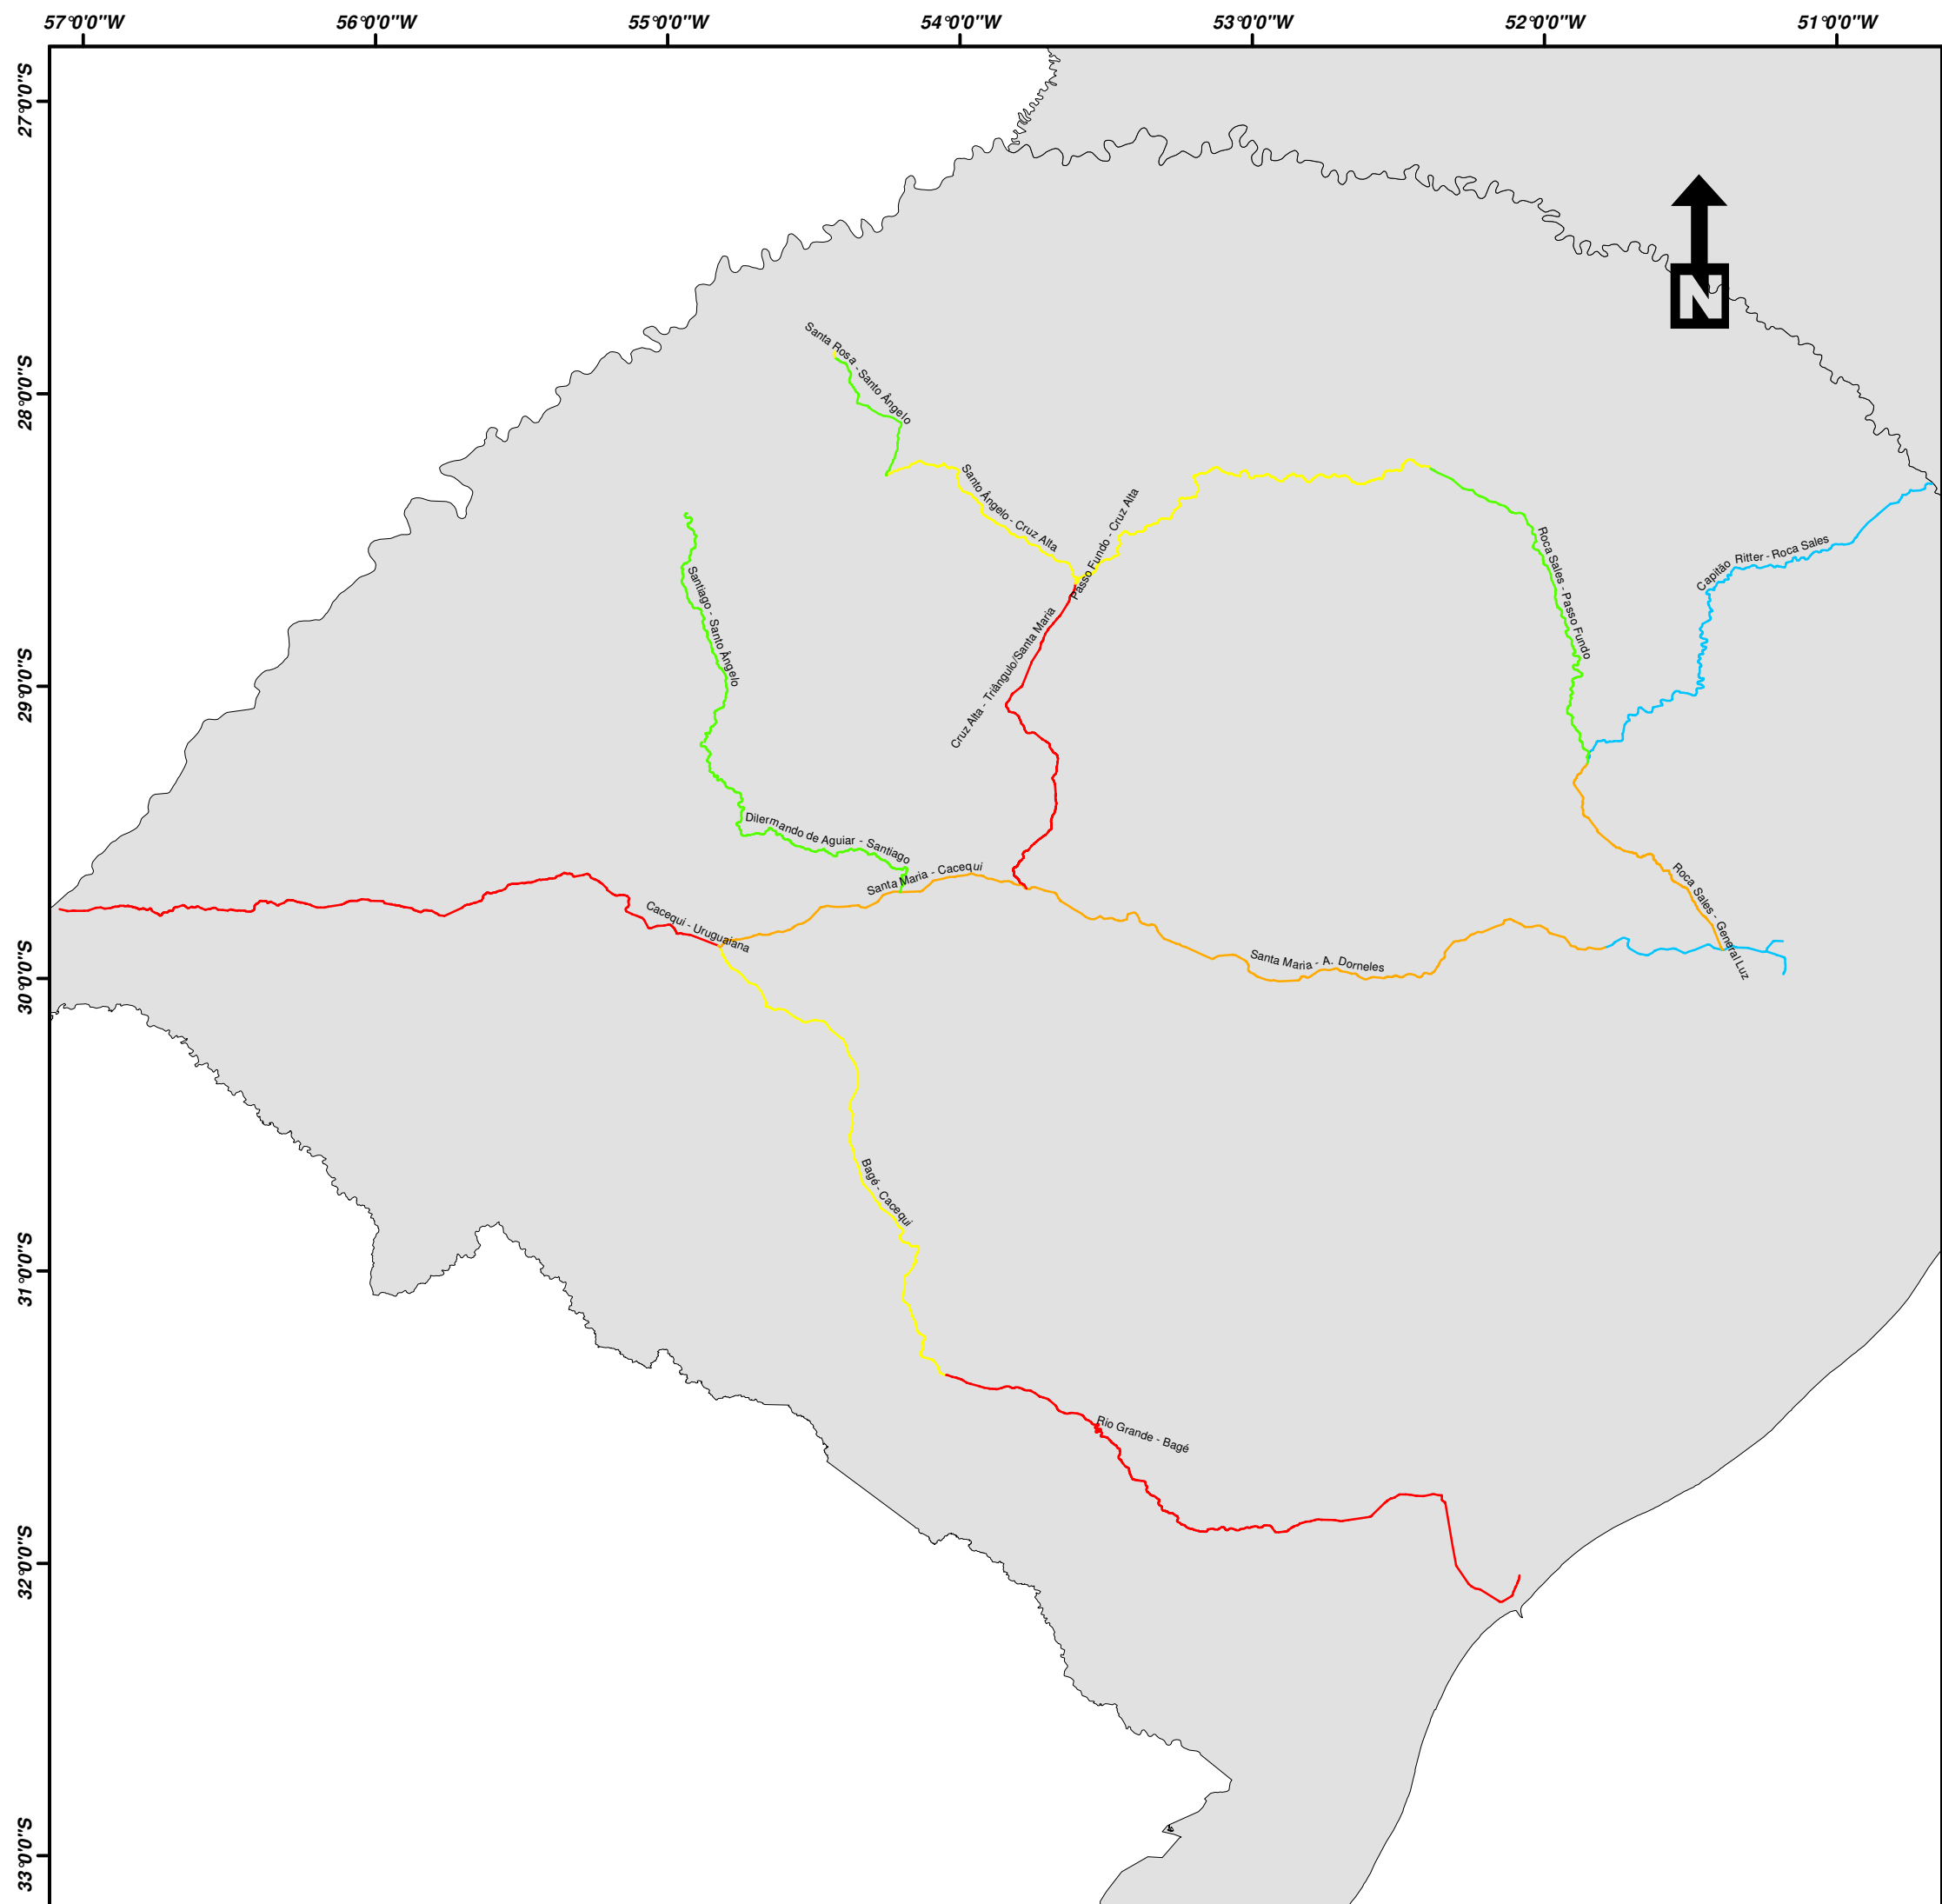 57°0'0"W
56°0'0"W
55°0'0"W
54°0'0"W
53°0'0"W
52°0'0"W
51°0'0"W
27°0'0"S
28°0'0"S
29°0'0"S
30°0'0"S
31°0'0"S
32°0'0"S
33°0'0"S
N
Santa Rosa - Santo Ângelo
Santo Ângelo - Cruz Alta
Passo Fundo - Cruz Alta
Roca Sales - Passo Fundo
Capitão Ritter - Roca Sales
Santiago - Santo Ângelo
Cruz Alta - Triângulo/Santa Maria
Dilermando de Aguiar - Santiago
Santa Maria - Cacequi
Cacequi - Uruguaiana
Santa Maria - A. Dorneles
Roca Sales - General Luz
Bagé - Cacequi
Rio Grande - Bagé